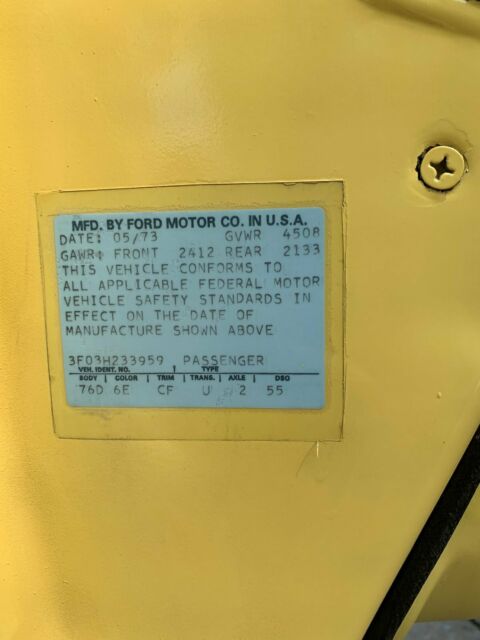 MFD. BY FORD MOTOR CO. IN U.S.A.
DATE: 05/73 GVWR 4508
GAWR: FRONT 2412 REAR 2133
THIS VEHICLE CONFORMS TO
ALL APPLICABLE FEDERAL MOTOR
VEHICLE SAFETY STANDARDS IN
EFFECT ON THE DATE OF
MANUFACTURE SHOWN ABOVE
3F03H233959 PASSENGER
VEH. IDENT. NO. TYPE
BODY COLOR TRIM TRANS. AXLE DSO
76D 6E CF U 2 55